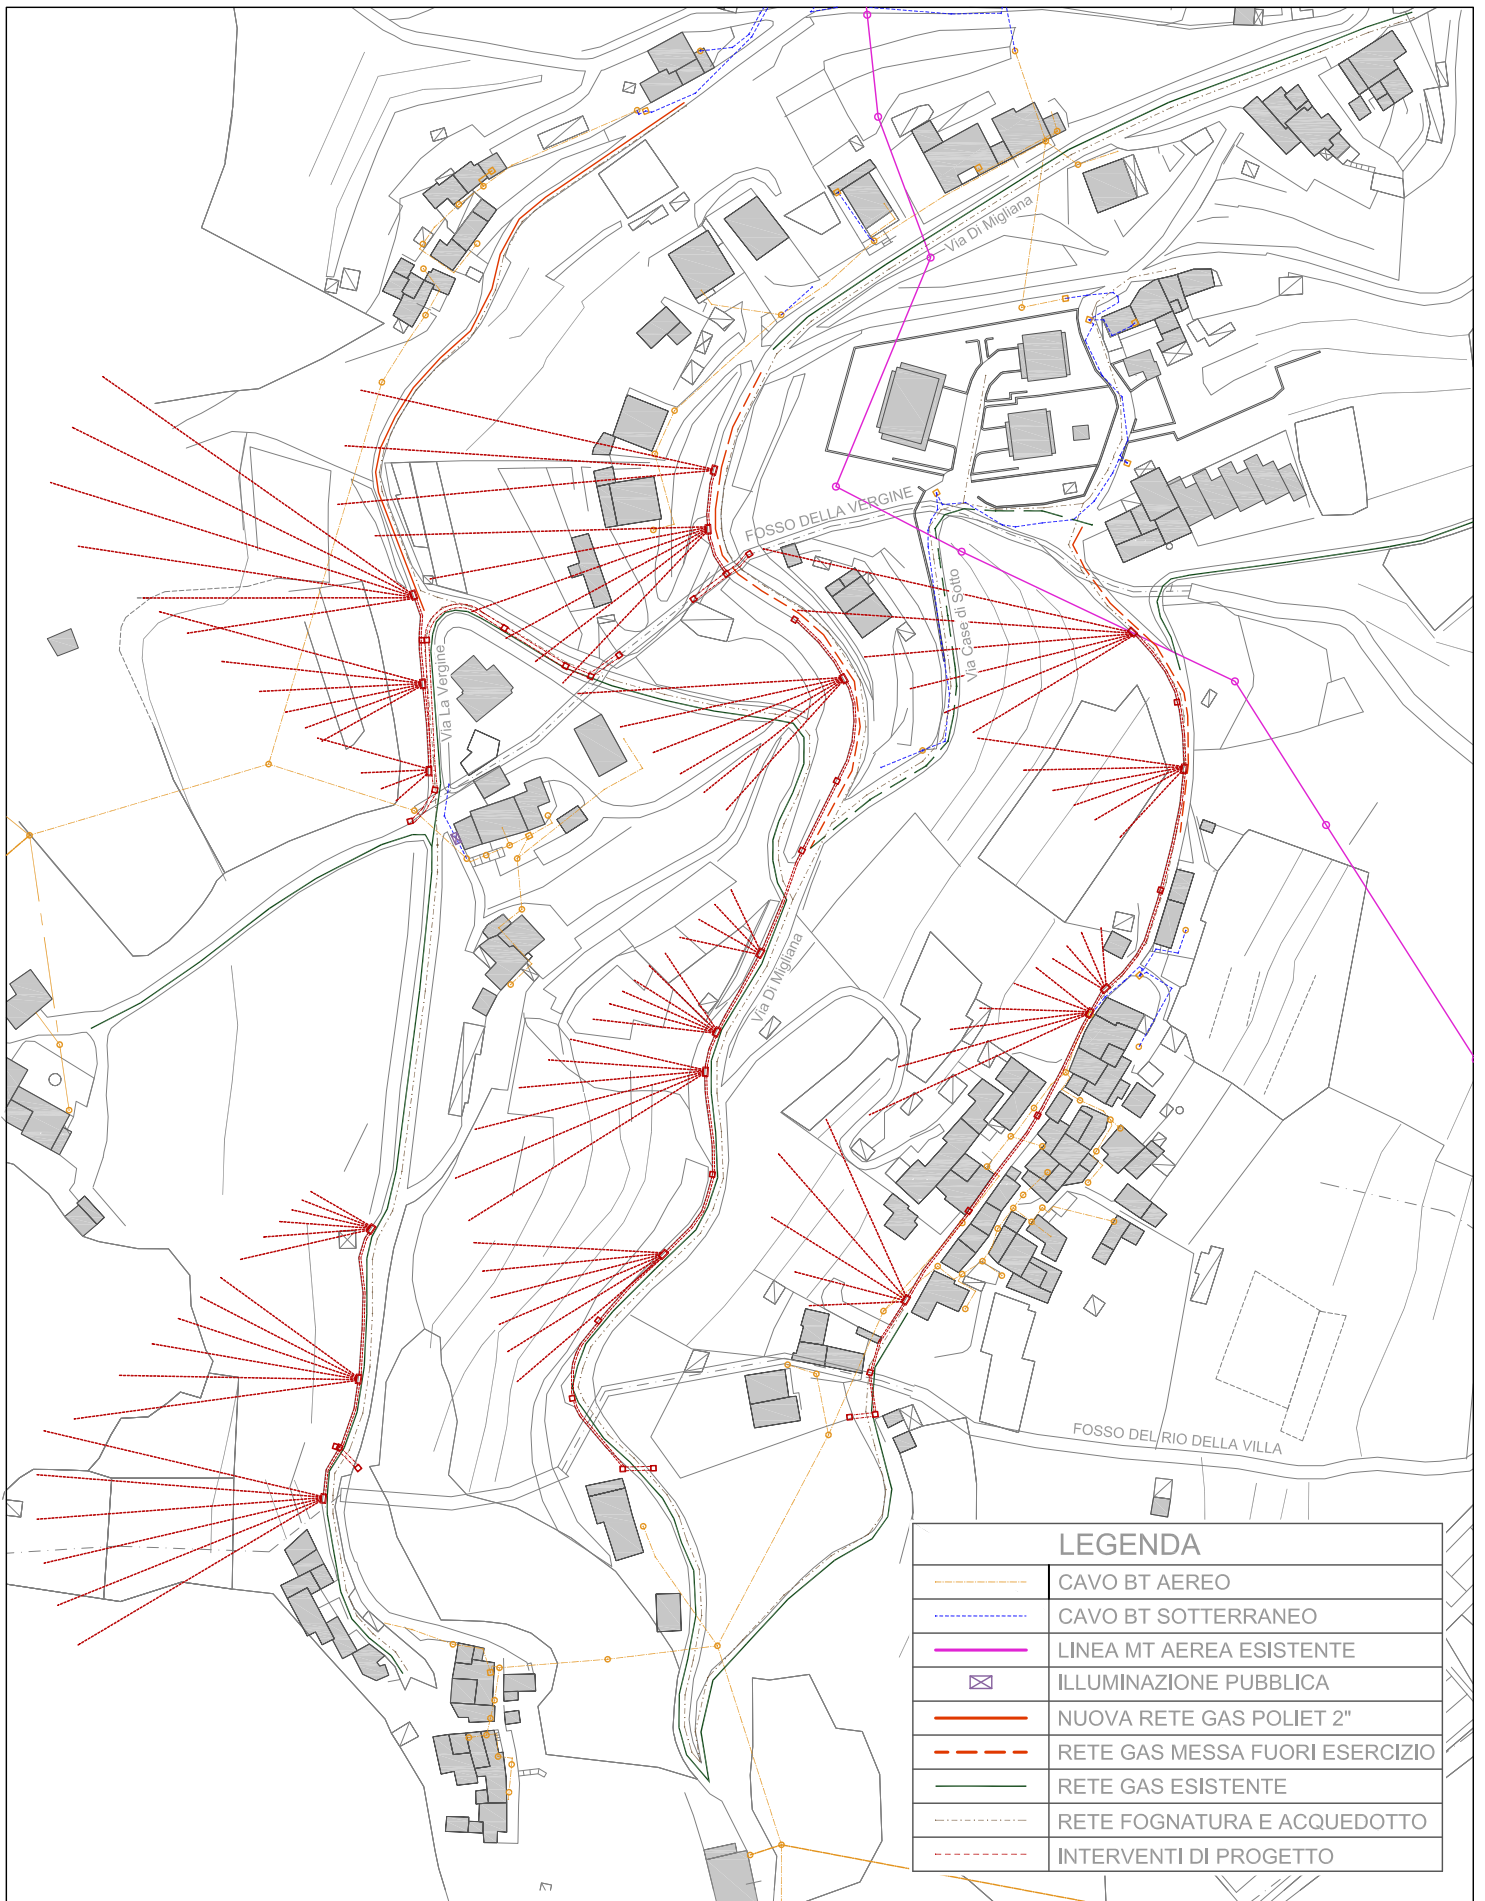 Via Di Migliana
FOSSO DELLA VERGINE
Via Case di Sotto
Via La Vergine
Via Di Migliana
FOSSO DEL RIO DELLA VILLA
LEGENDA
CAVO BT AEREO
CAVO BT SOTTERRANEO
LINEA MT AEREA ESISTENTE
ILLUMINAZIONE PUBBLICA
NUOVA RETE GAS POLIET 2"
RETE GAS MESSA FUORI ESERCIZIO
RETE GAS ESISTENTE
RETE FOGNATURA E ACQUEDOTTO
INTERVENTI DI PROGETTO